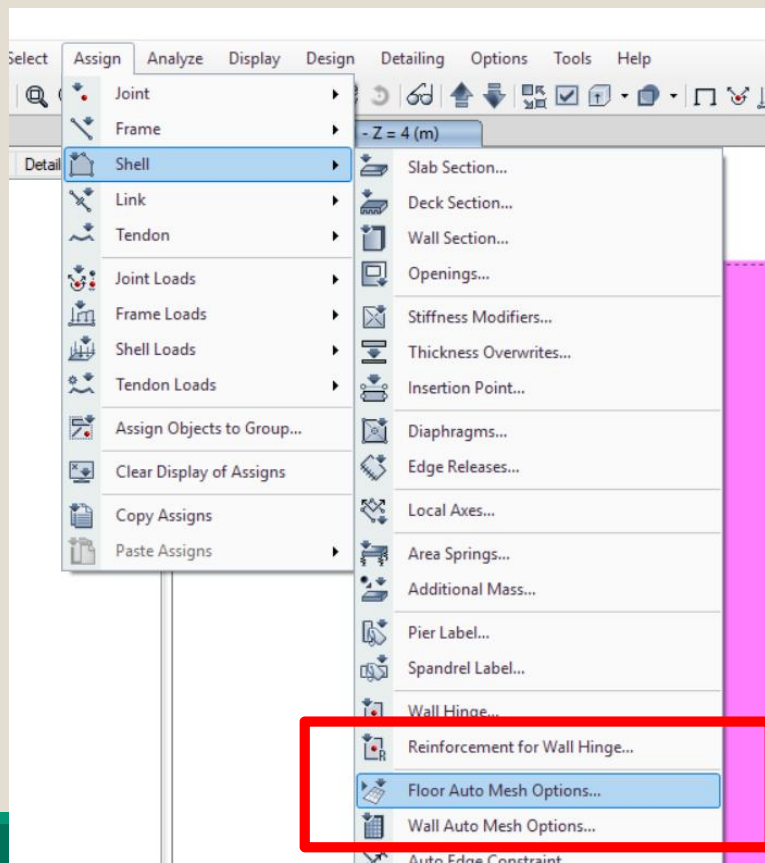 Select Assign Analyze Display Design Detailing Options Tools Help
- Z = 4 (m)
Detail
Joint
Frame
Shell
Link
Tendon
Joint Loads
Frame Loads
Shell Loads
Tendon Loads
Assign Objects to Group...
Clear Display of Assigns
Copy Assigns
Paste Assigns
Slab Section...
Deck Section...
Wall Section...
Openings...
Stiffness Modifiers...
Thickness Overwrites...
Insertion Point...
Diaphragms...
Edge Releases...
Local Axes...
Area Springs...
Additional Mass...
Pier Label...
Spandrel Label...
Wall Hinge...
Reinforcement for Wall Hinge...
Floor Auto Mesh Options...
Wall Auto Mesh Options...
Auto Edge Constraint